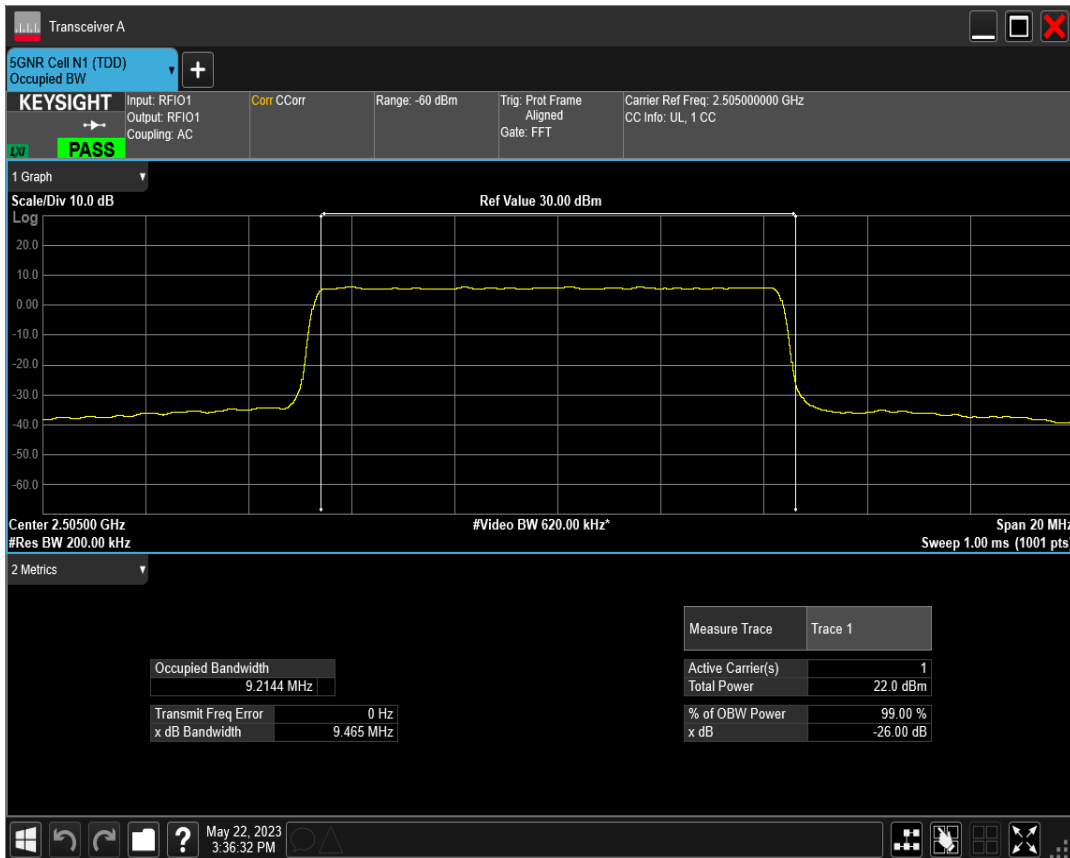 Transceiver A
5GNR Cell N1 (TDD)
Occupied BW
+
KEYSIGHT
LXI
PASS
Input: RFIO1
Output: RFIO1
Coupling: AC
Corr CCorr
Range: -60 dBm
Trig: Prot Frame
Aligned
Gate: FFT
Carrier Ref Freq: 2.505000000 GHz
CC Info: UL, 1 CC
1 Graph
Scale/Div 10.0 dB
Ref Value 30.00 dBm
Log
20.0
10.0
0.00
-10.0
-20.0
-30.0
-40.0
-50.0
-60.0
Center 2.50500 GHz
#Video BW 620.00 kHz*
Span 20 MHz
#Res BW 200.00 kHz
Sweep 1.00 ms (1001 pts)
2 Metrics
Measure Trace Trace 1
Occupied Bandwidth
9.2144 MHz
Active Carrier(s) 1
Total Power 22.0 dBm
Transmit Freq Error 0 Hz
x dB Bandwidth 9.465 MHz
% of OBW Power 99.00 %
x dB -26.00 dB
?
May 22, 2023
3:36:32 PM